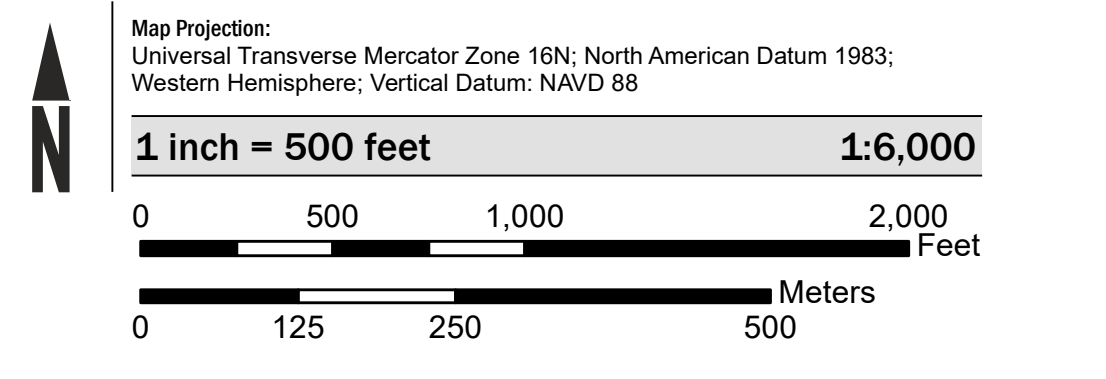 Map Projection:
Universal Transverse Mercator Zone 16N; North American Datum 1983;
Western Hemisphere; Vertical Datum: NAVD 88
N
1 inch = 500 feet 1:6,000
0 500 1,000 2,000
Feet
Meters
0 125 250 500